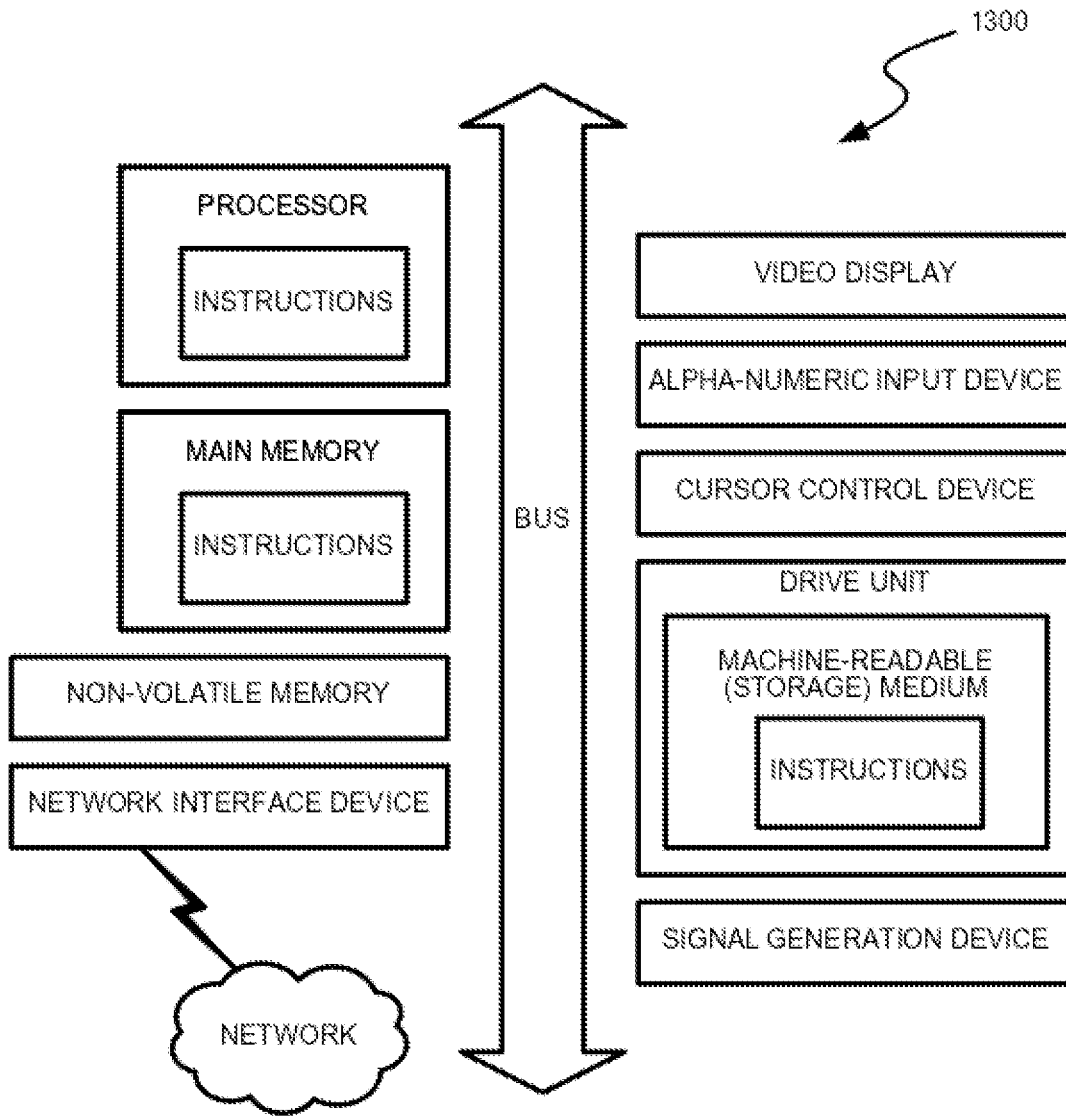 1300
PROCESSOR
INSTRUCTIONS
MAIN MEMORY
INSTRUCTIONS
NON-VOLATILE MEMORY
NETWORK INTERFACE DEVICE
NETWORK
BUS
VIDEO DISPLAY
ALPHA-NUMERIC INPUT DEVICE
CURSOR CONTROL DEVICE
DRIVE UNIT
MACHINE-READABLE
(STORAGE) MEDIUM
INSTRUCTIONS
SIGNAL GENERATION DEVICE